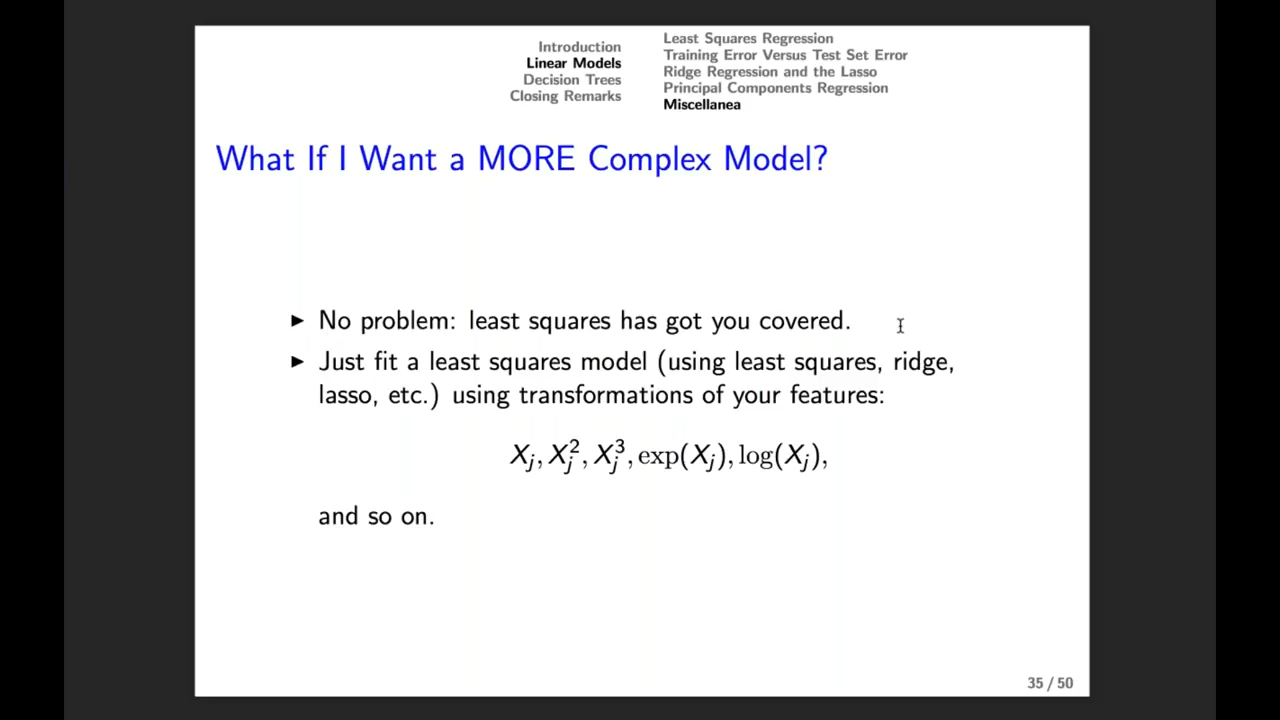 Introduction
Linear Models
Decision Trees
Closing Remarks
Least Squares Regression
Training Error Versus Test Set Error
Ridge Regression and the Lasso
Principal Components Regression
Miscellanea
What If I Want a MORE Complex Model?
▶ No problem: least squares has got you covered.
▶ Just fit a least squares model (using least squares, ridge,
lasso, etc.) using transformations of your features:
X_j, X_j^2, X_j^3, exp(X_j), log(X_j),
and so on.
35 / 50